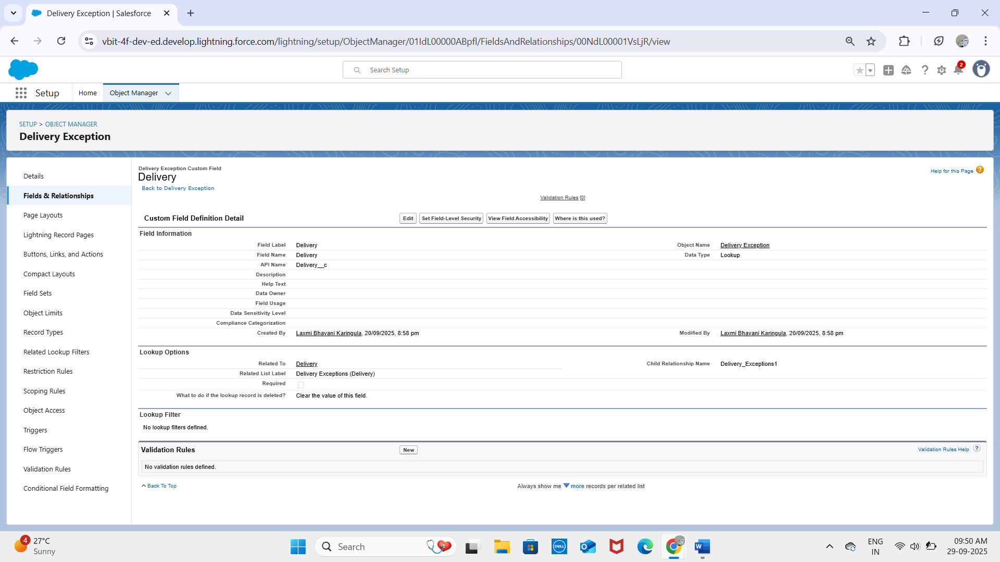 Delivery Exception | Salesforce
vbit-4f-dev-ed.develop.lightning.force.com/lightning/setup/ObjectManager/01IdL00000ABpfl/FieldsAndRelationships/00NdL00001VsLjR/view
Search Setup
2
Setup
Home
Object Manager
SETUP > OBJECT MANAGER
Delivery Exception
Details
Fields & Relationships
Page Layouts
Lightning Record Pages
Buttons, Links, and Actions
Compact Layouts
Field Sets
Object Limits
Record Types
Related Lookup Filters
Restriction Rules
Scoping Rules
Object Access
Triggers
Flow Triggers
Validation Rules
Conditional Field Formatting
Delivery Exception Custom Field
Delivery
Back to Delivery Exception
Help for this Page ?
Validation Rules [0]
Custom Field Definition Detail Edit Set Field-Level Security View Field Accessibility Where is this used?
Field Information
Field Label Delivery Object Name Delivery Exception
Field Name Delivery Data Type Lookup
API Name Delivery__c
Description
Help Text
Data Owner
Field Usage
Data Sensitivity Level
Compliance Categorization
Created By Laxmi Bhavani Karingula, 20/09/2025, 8:58 pm Modified By Laxmi Bhavani Karingula, 20/09/2025, 8:58 pm
Lookup Options
Related To Delivery Child Relationship Name Delivery_Exceptions1
Related List Label Delivery Exceptions (Delivery)
Required
What to do if the lookup record is deleted? Clear the value of this field.
Lookup Filter
No lookup filters defined.
Validation Rules New Validation Rules Help ?
No validation rules defined.
Back To Top Always show me more records per related list
4
27°C
Sunny
Search
DELL
W
ENG
IN
09:50 AM
29-09-2025